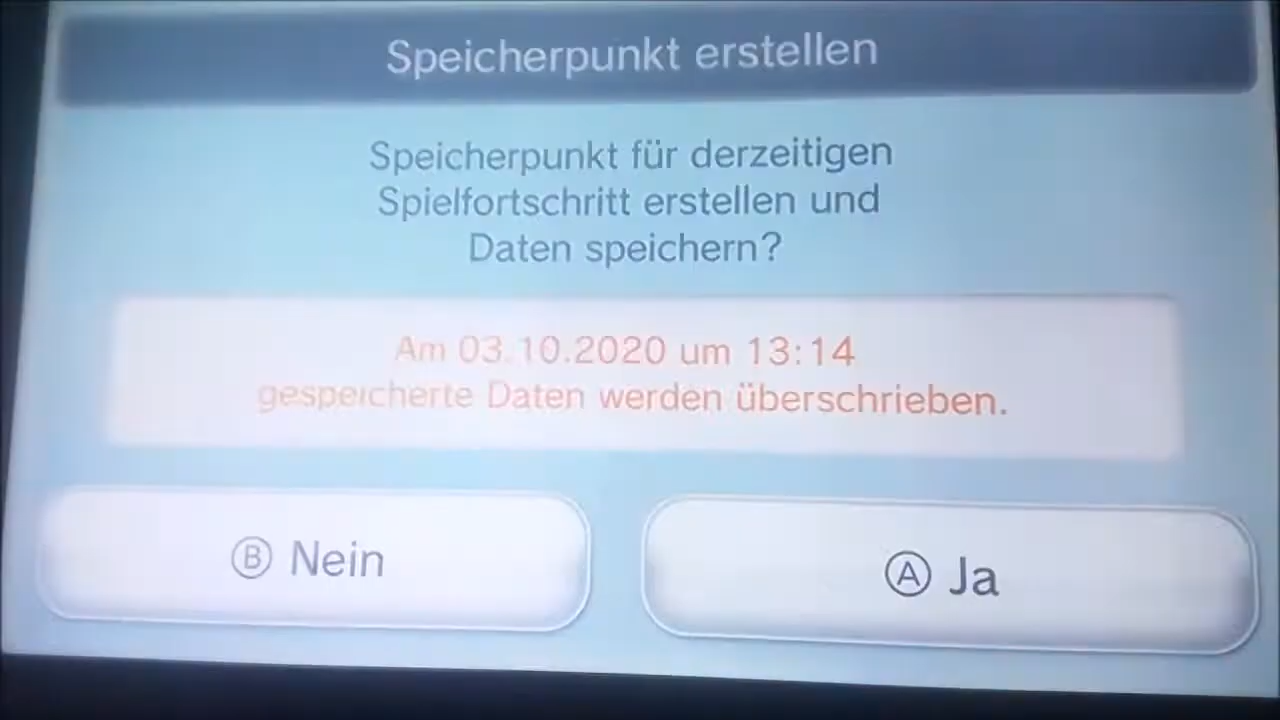 Speicherpunkt erstellen
Speicherpunkt für derzeitigen
Spielfortschritt erstellen und
Daten speichern?
Am 03.10.2020 um 13:14
gespeicherte Daten werden überschrieben.
Ⓑ Nein
Ⓐ Ja